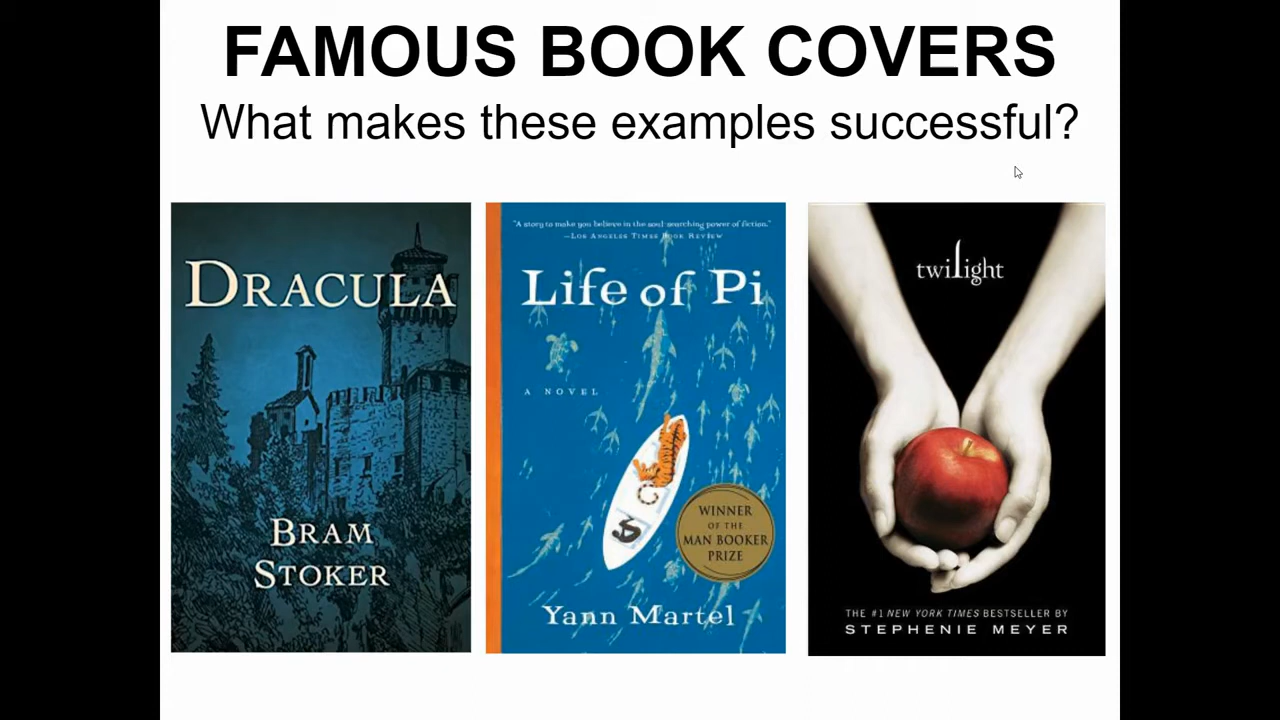 FAMOUS BOOK COVERS
What makes these examples successful?
DRACULA
BRAM
STOKER
"A story to make you believe in the soul-searching power of fiction."
—LOS ANGELES TIMES BOOK REVIEW
Life of Pi
A NOVEL
WINNER
OF THE
MAN BOOKER
PRIZE
Yann Martel
twilight
THE #1 NEW YORK TIMES BESTSELLER BY
STEPHENIE MEYER